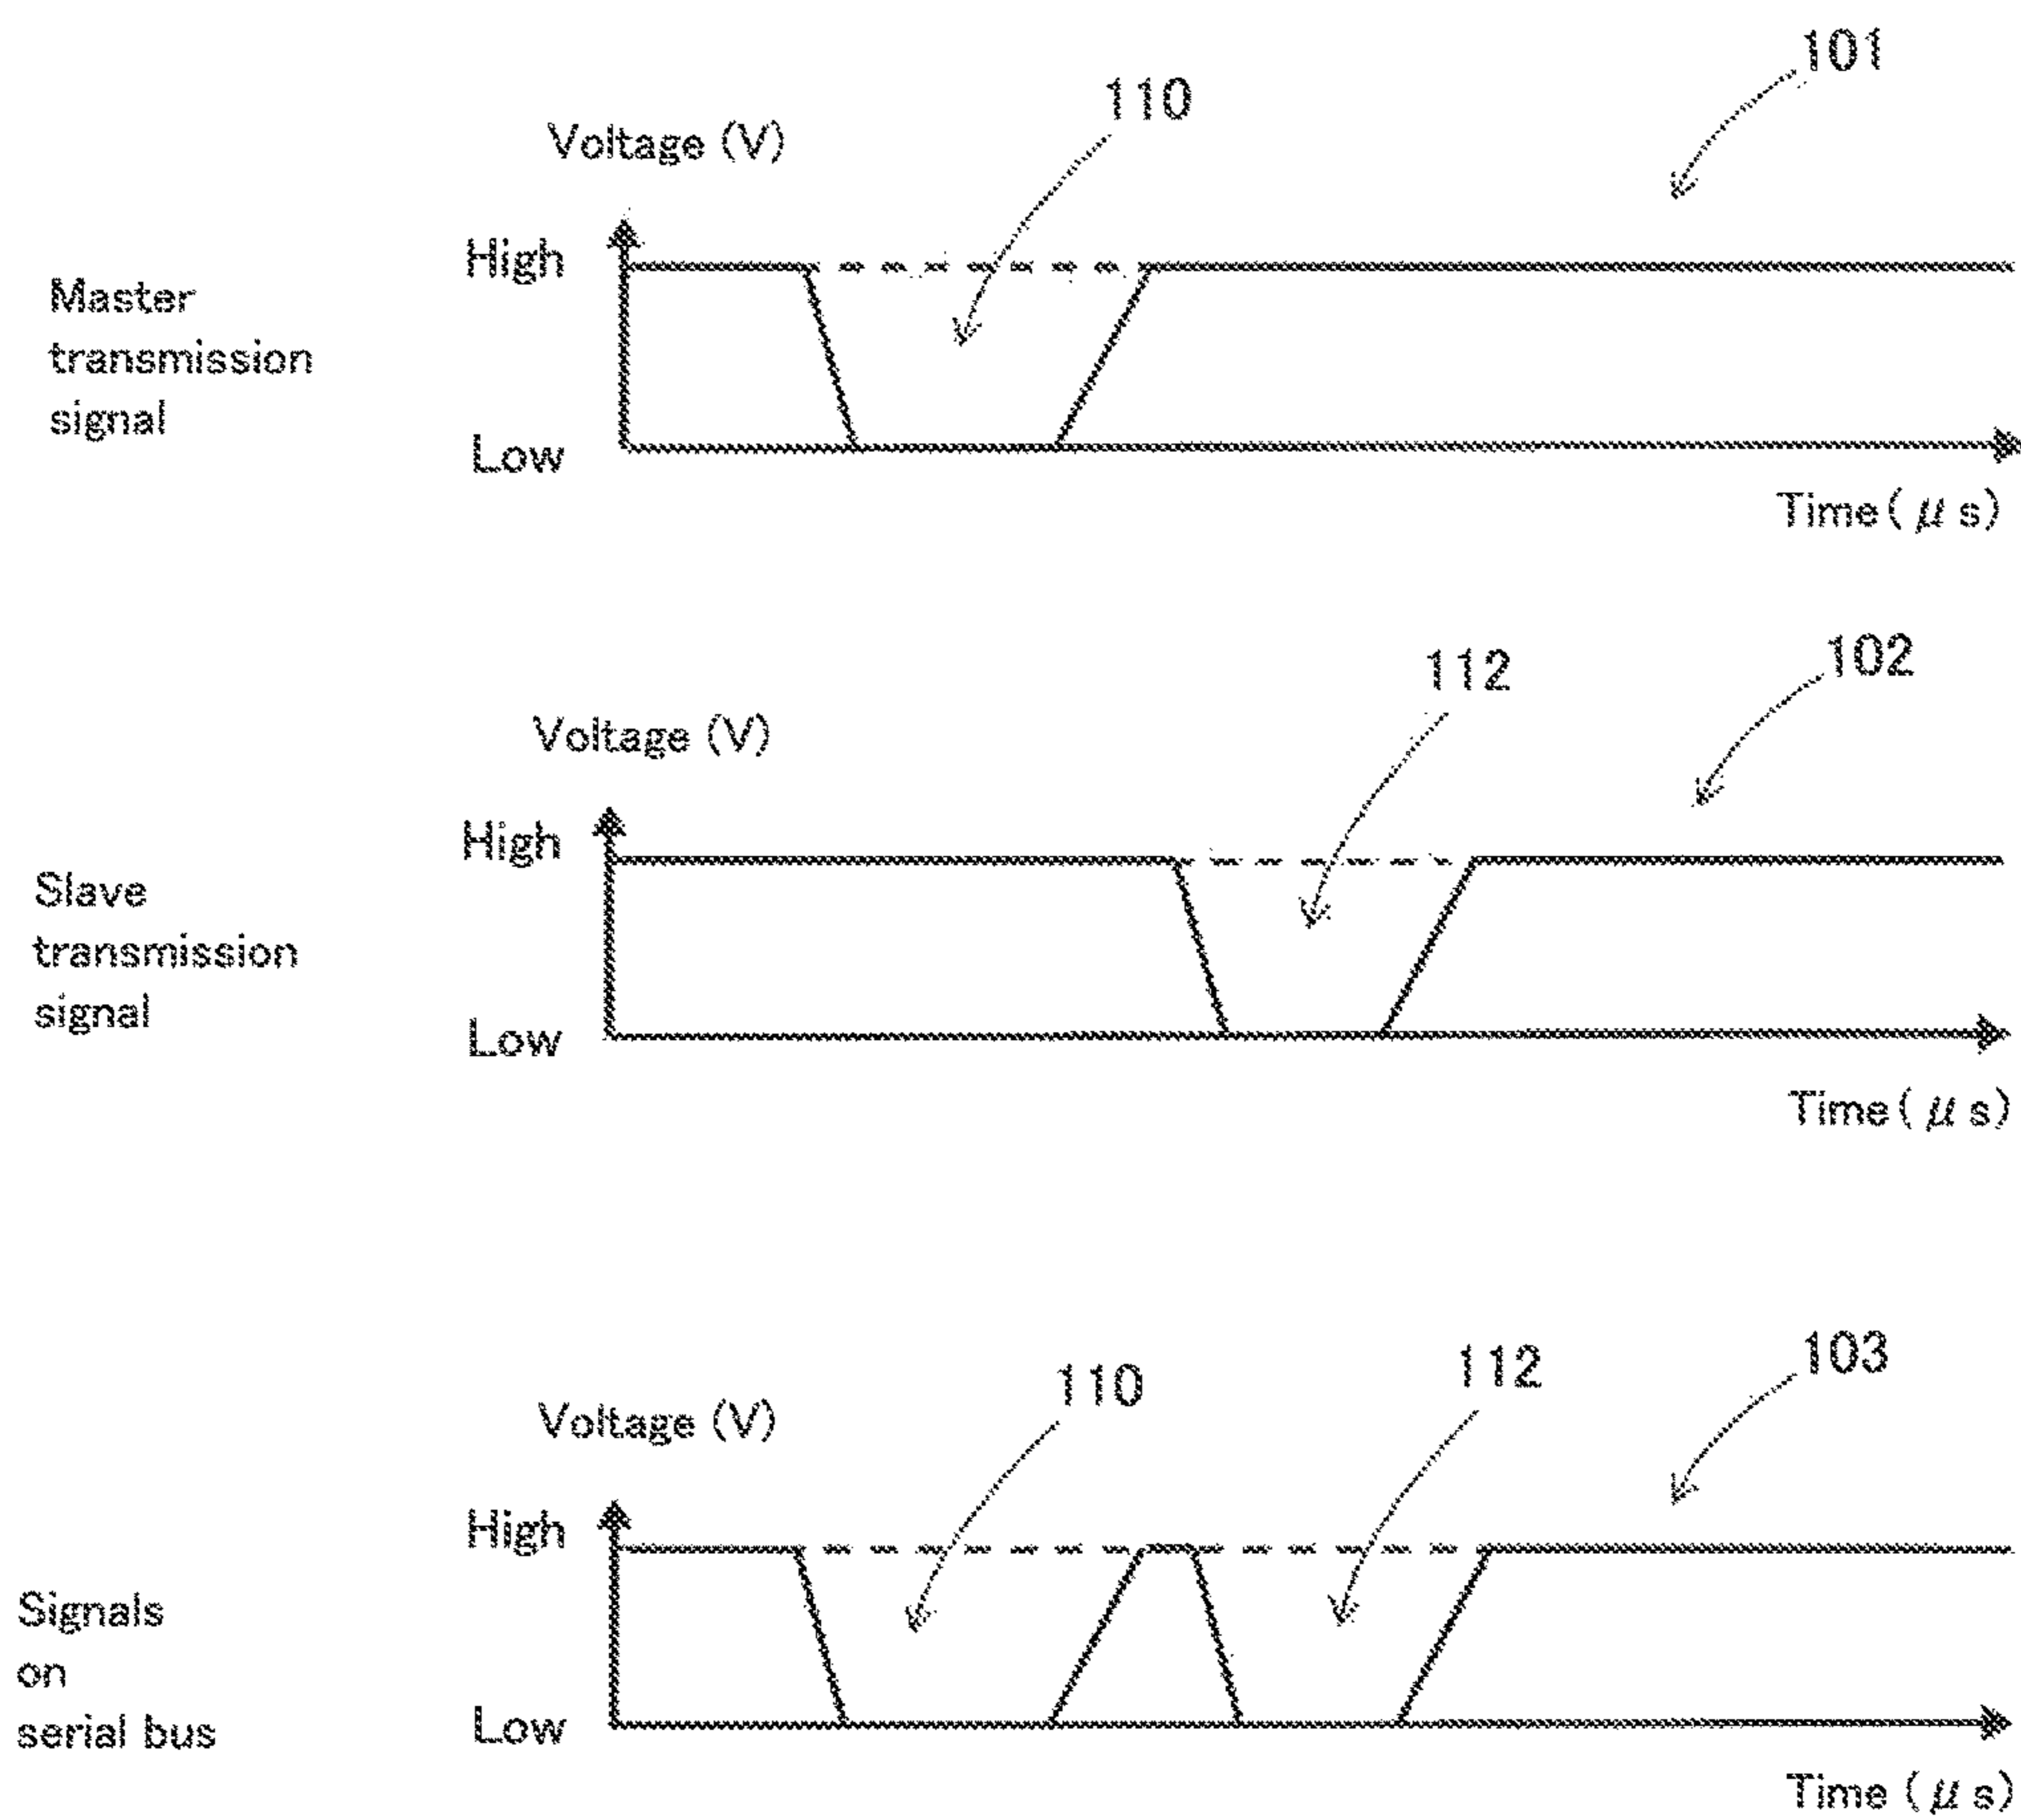 101
110
Voltage (V)
High
Master
transmission
signal
Low
Time( μ s)
102
112
Voltage (V)
High
Slave
transmission
signal
Low
Time( μ s)
103
112
110
Voltage (V)
High
Signals
on
serial bus
Low
Time ( μ s)